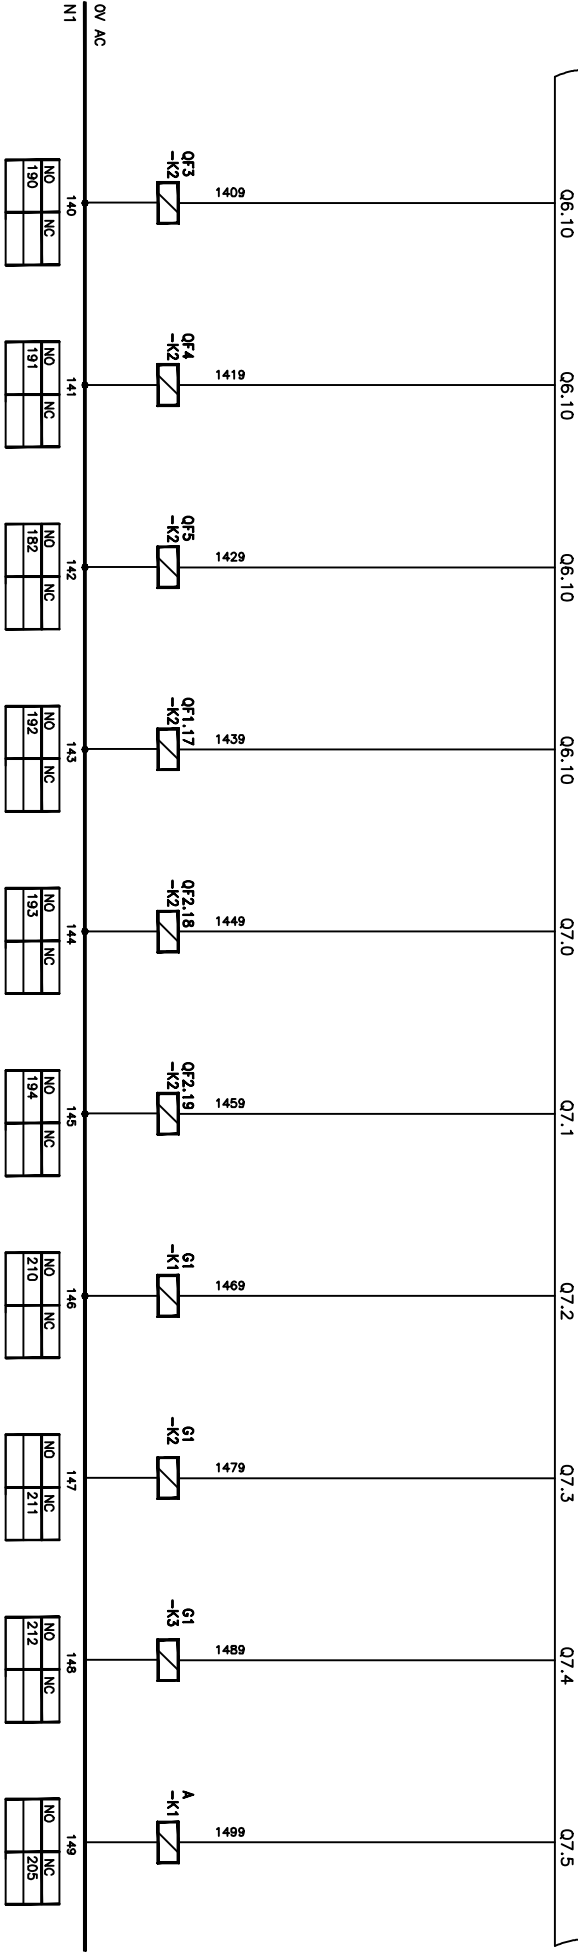 0V AC
N1
Q6.10
1409
QF3
-K2
140
NO NC
190
Q6.10
1419
QF4
-K2
141
NO NC
191
Q6.10
1429
QF5
-K2
142
NO NC
182
Q6.10
1439
QF1.17
-K2
143
NO NC
192
Q7.0
1449
QF2.18
-K2
144
NO NC
193
Q7.1
1459
QF2.19
-K2
145
NO NC
194
Q7.2
1469
G1
-K1
146
NO NC
210
Q7.3
1479
G1
-K2
147
NO NC
211
Q7.4
1489
G1
-K3
148
NO NC
212
Q7.5
1499
A
-K1
149
NO NC
205